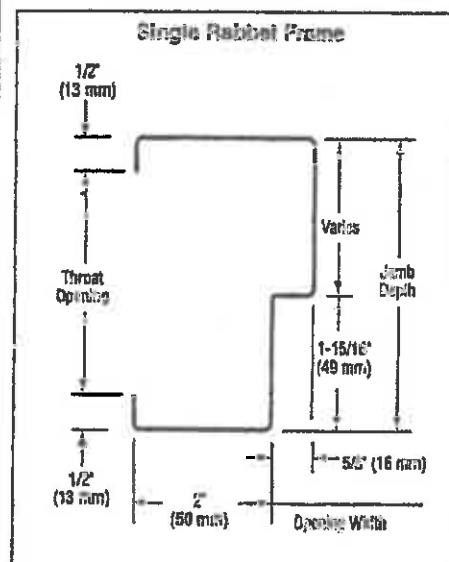 Single Rabbet Frame
1/2"
(13 mm)
Throat
Opening
Varies
Jamb
Depth
1-15/16"
(49 mm)
1/2"
(13 mm)
2"
(50 mm)
5/8" (16 mm)
Opening Width